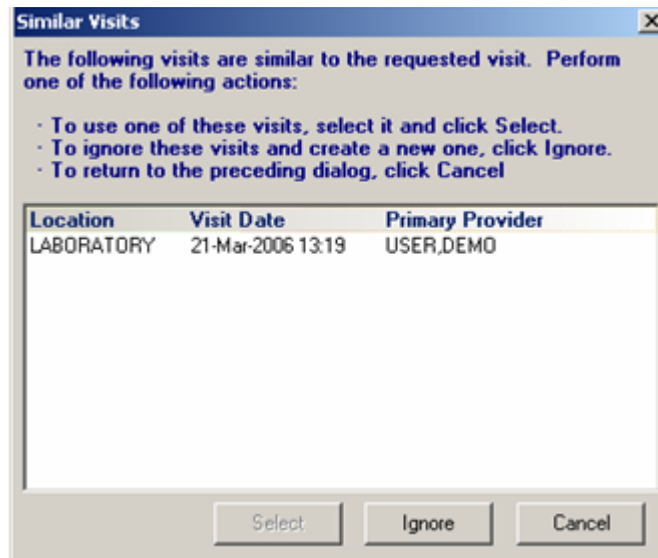 Similar Visits
The following visits are similar to the requested visit. Perform
one of the following actions:
· To use one of these visits, select it and click Select.
· To ignore these visits and create a new one, click Ignore.
· To return to the preceding dialog, click Cancel
Location Visit Date Primary Provider
LABORATORY 21-Mar-2006 13:19 USER,DEMO
Select Ignore Cancel